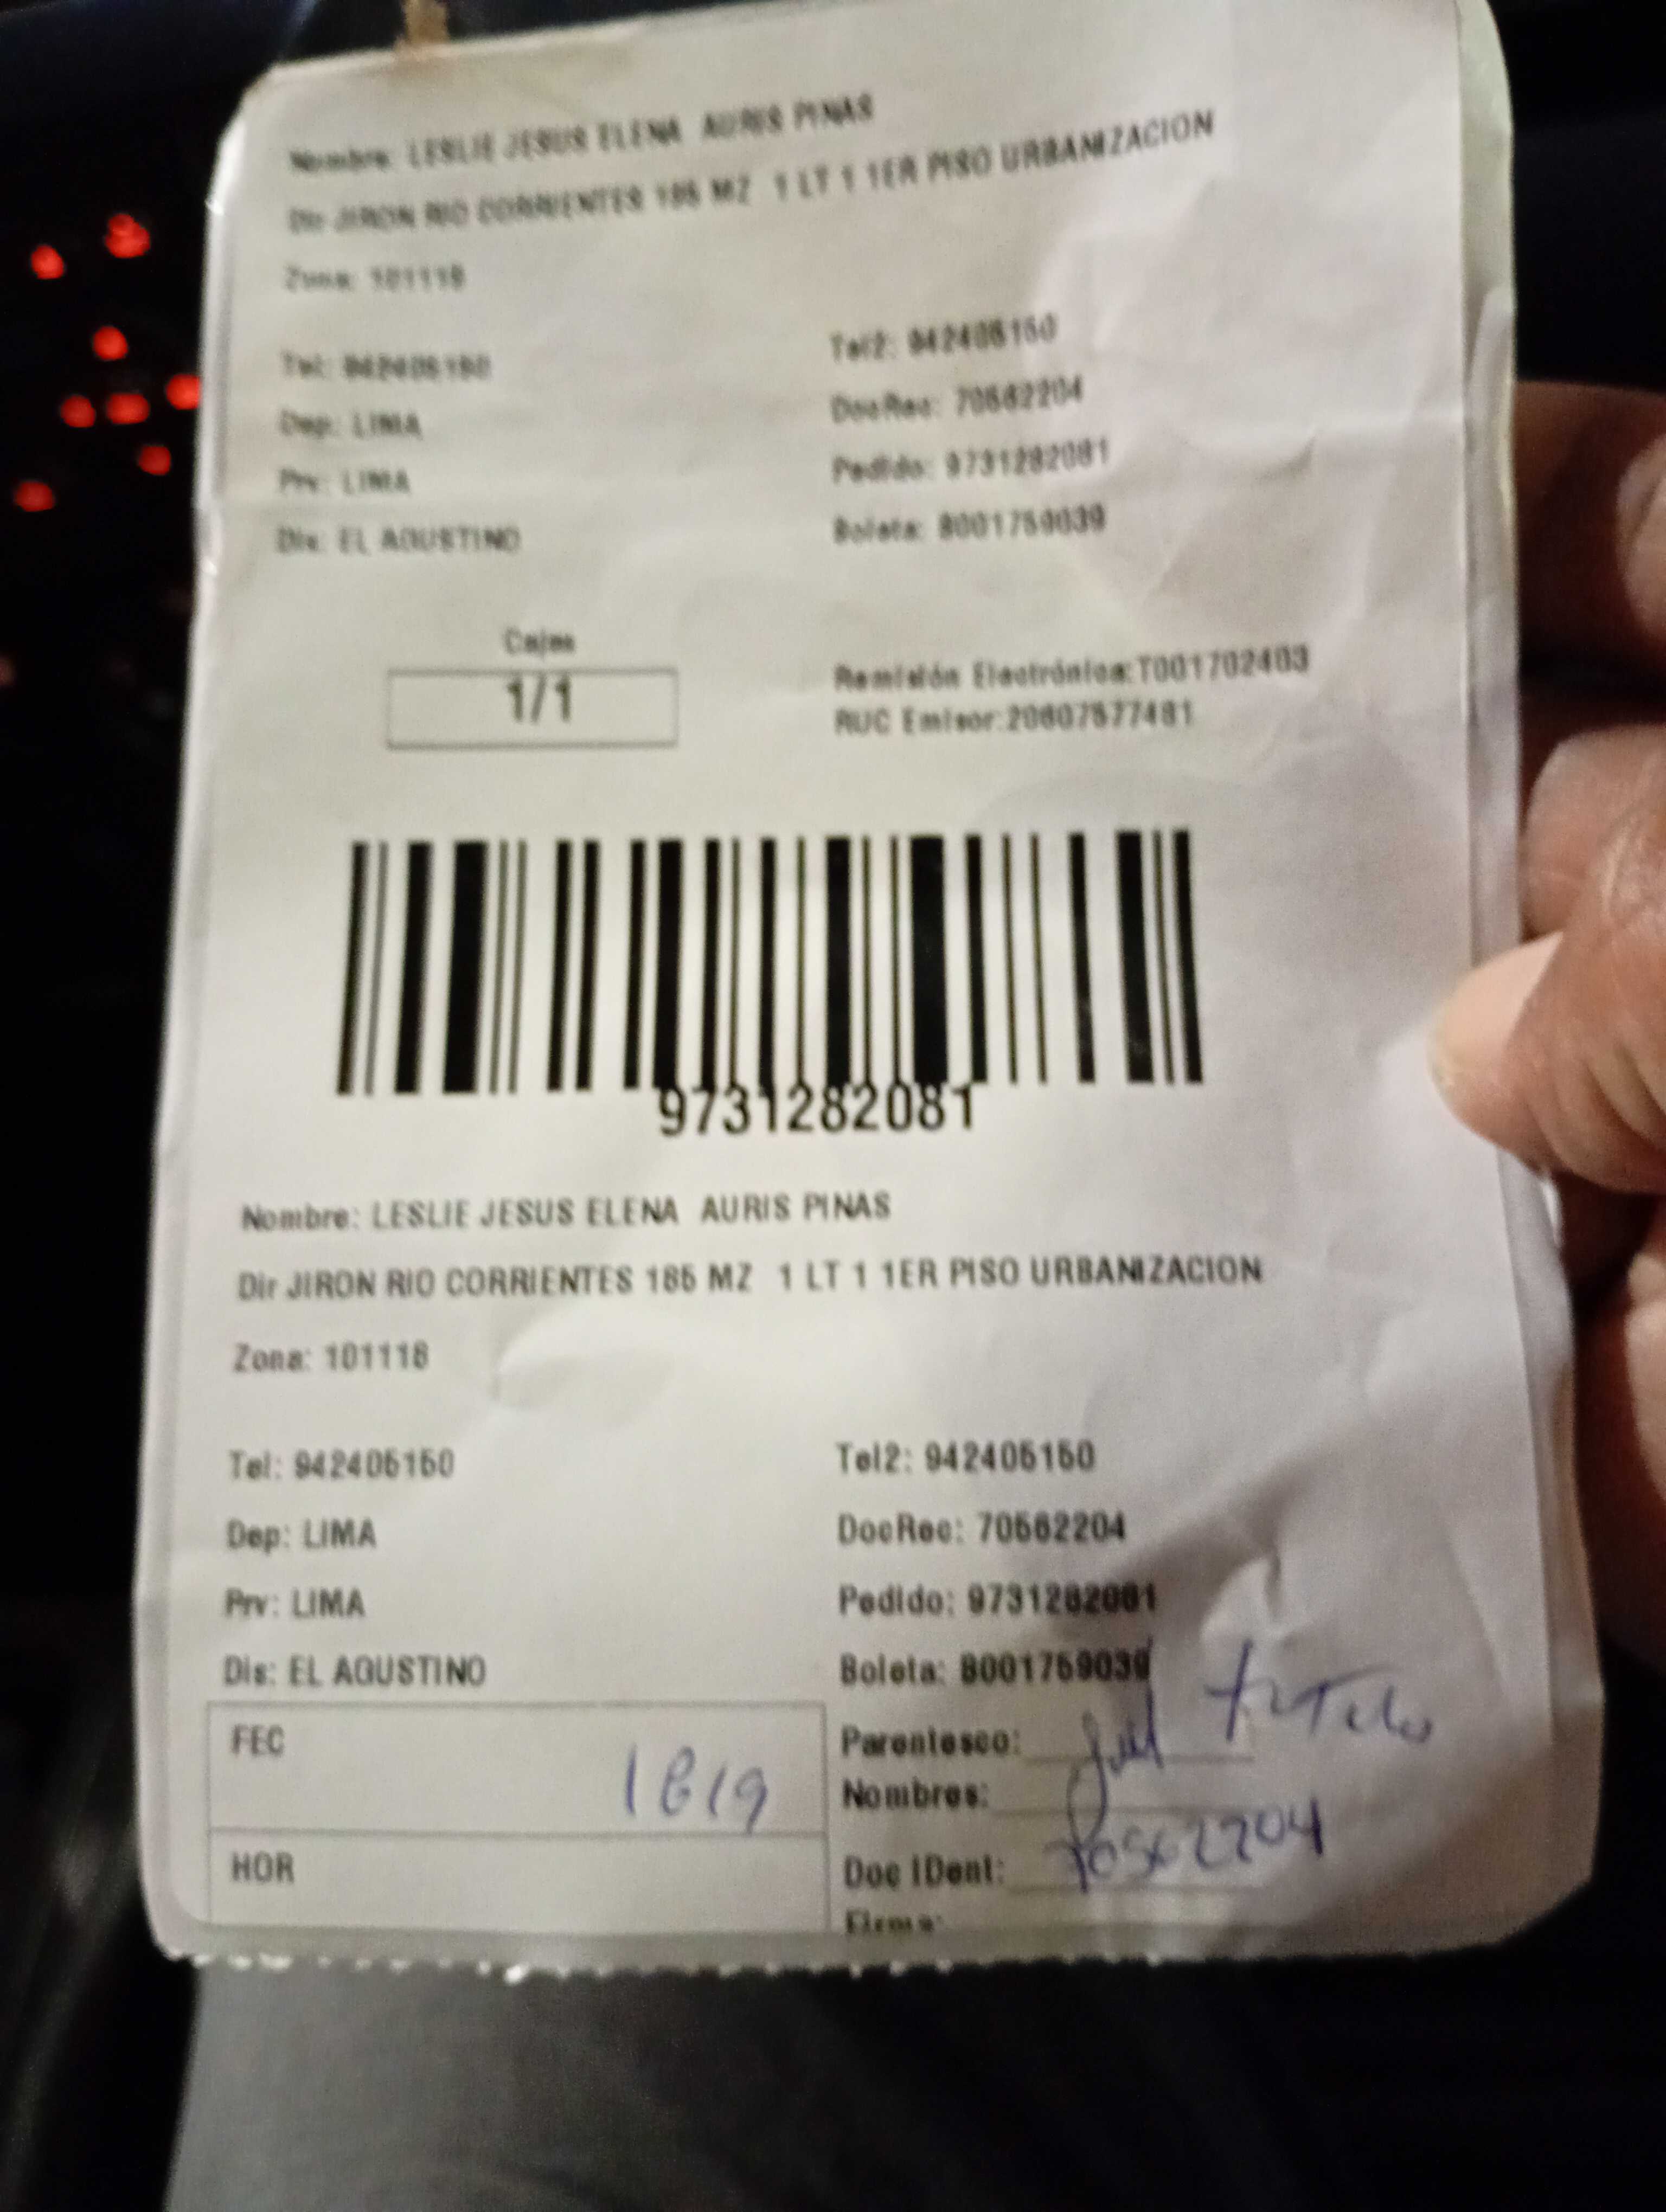 Nombre: LESLIE JESUS ELENA AURIS PINAS
Dir JIRON RIO CORRIENTES 185 MZ 1 LT 1 1ER PISO URBANIZACION
Zona: 101118
Tel: 942405150 Tel2: 942405150
Dep: LIMA DocRec: 70562204
Prv: LIMA Pedido: 9731282081
Dis: EL AGUSTINO Boleta: B001759039
Cajas
1/1
Remisión Electrónica:T001702403
RUC Emisor:20607577481
9731282081
Nombre: LESLIE JESUS ELENA AURIS PINAS
Dir JIRON RIO CORRIENTES 185 MZ 1 LT 1 1ER PISO URBANIZACION
Zona: 101118
Tel: 942405150 Tel2: 942405150
Dep: LIMA DocRec: 70562204
Prv: LIMA Pedido: 9731282081
Dis: EL AGUSTINO Boleta: B001759039
FEC Parentesco:
Nombres:
HOR Doc IDent: 70562204
Firma: